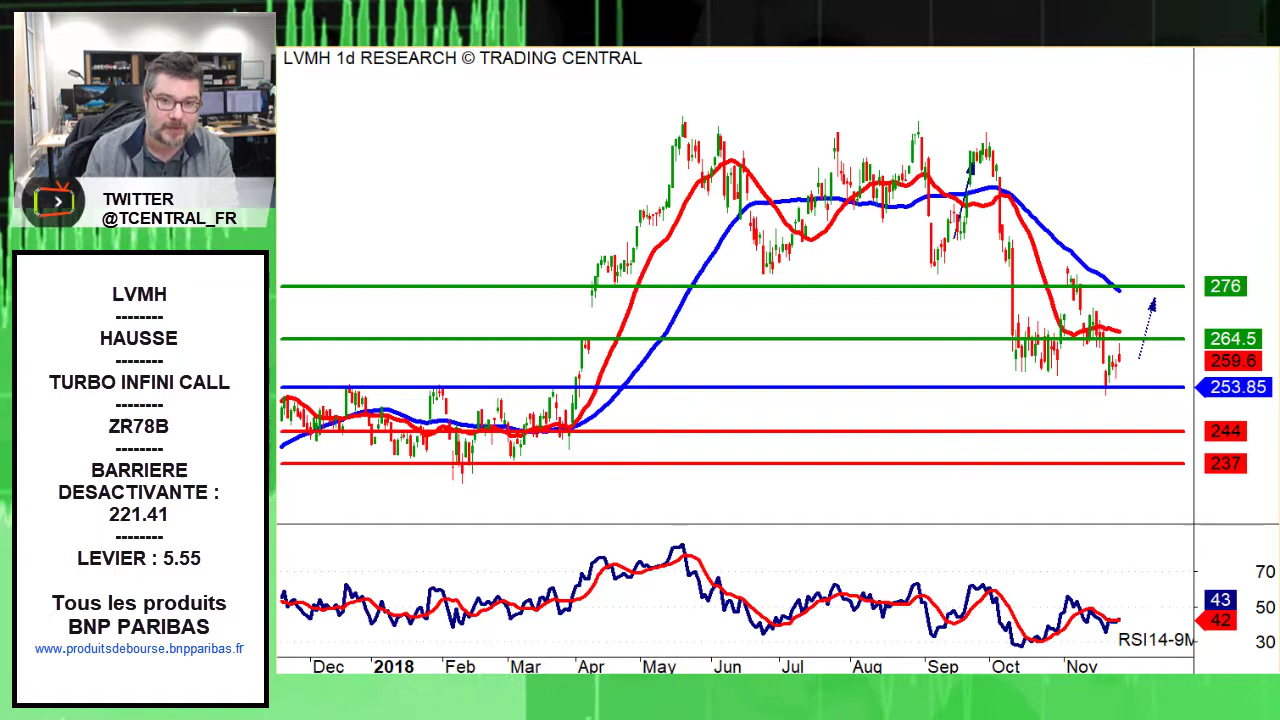 LVMH 1d RESEARCH © TRADING CENTRAL
TWITTER
@TCENTRAL_FR
LVMH
--------
HAUSSE
--------
TURBO INFINI CALL
--------
ZR78B
--------
BARRIERE
DESACTIVANTE :
221.41
--------
LEVIER : 5.55
Tous les produits
BNP PARIBAS
www.produitsdebourse.bnpparibas.fr
276
264.5
259.6
253.85
244
237
70
43
50
42
30
RSI14-9M
Dec 2018 Feb Mar Apr May Jun Jul Aug Sep Oct Nov